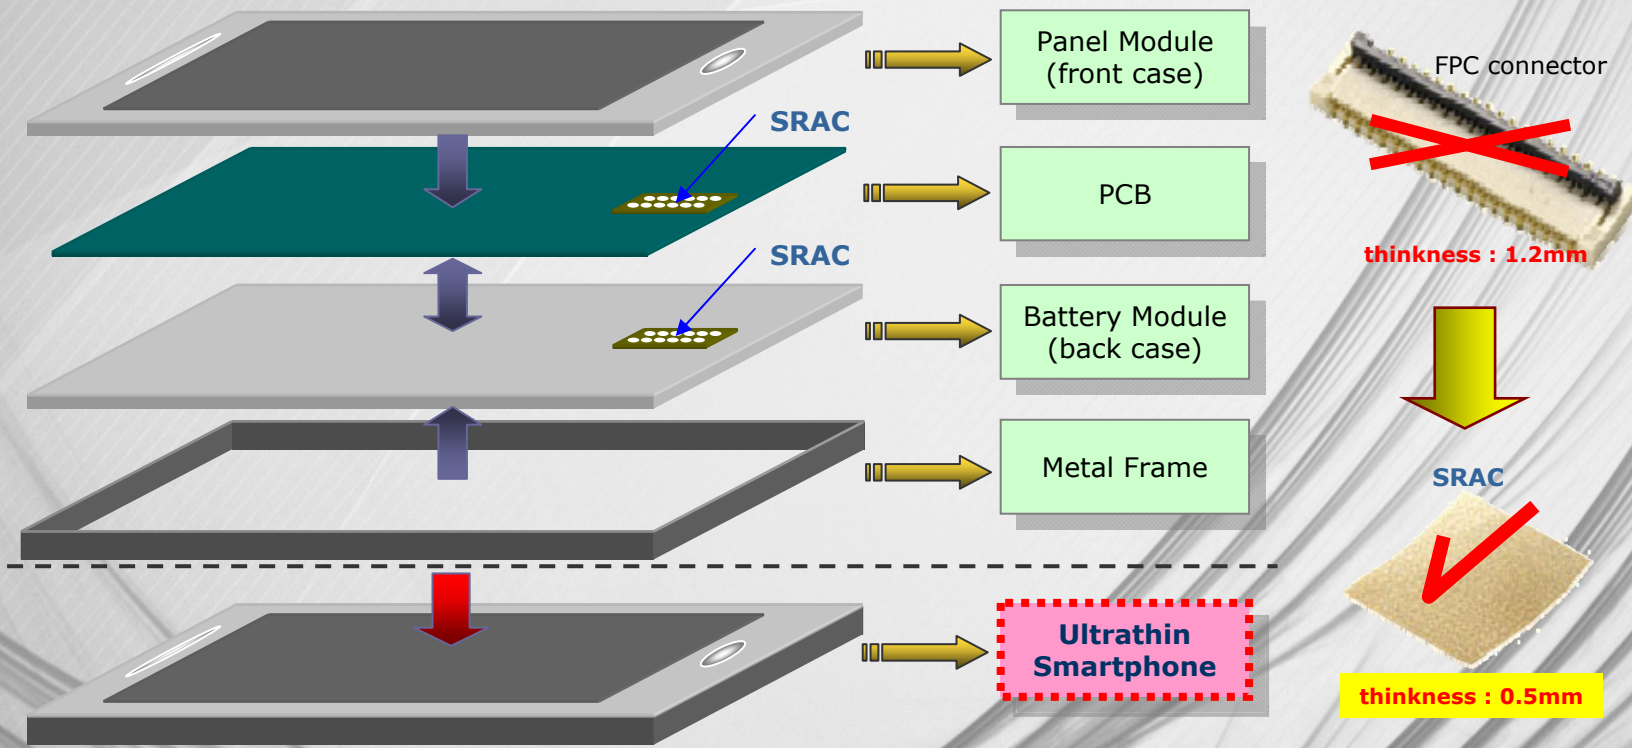 Panel Module
(front case)
FPC connector
SRAC
PCB
thinkness : 1.2mm
SRAC
Battery Module
(back case)
Metal Frame
SRAC
Ultrathin
Smartphone
thinkness : 0.5mm